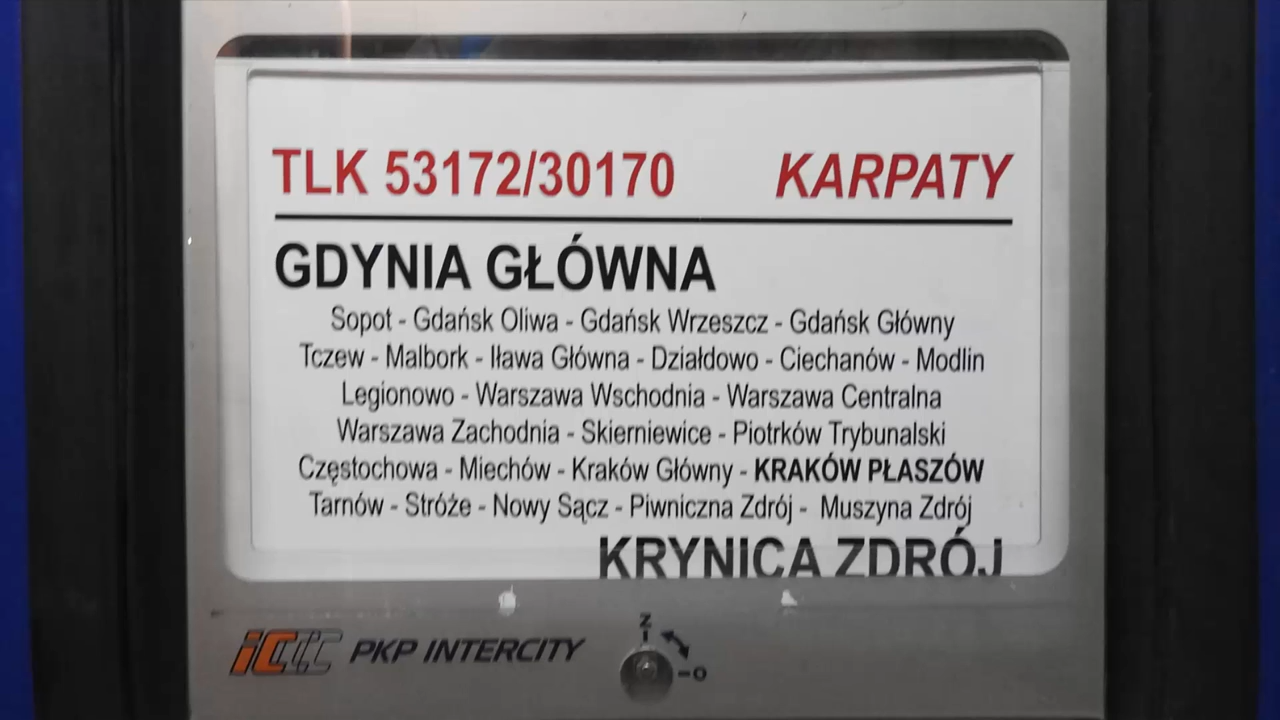 TLK 53172/30170 KARPATY
GDYNIA GŁÓWNA
Sopot - Gdańsk Oliwa - Gdańsk Wrzeszcz - Gdańsk Główny
Tczew - Malbork - Iława Główna - Działdowo - Ciechanów - Modlin
Legionowo - Warszawa Wschodnia - Warszawa Centralna
Warszawa Zachodnia - Skierniewice - Piotrków Trybunalski
Częstochowa - Miechów - Kraków Główny - KRAKÓW PŁASZÓW
Tarnów - Stróże - Nowy Sącz - Piwniczna Zdrój - Muszyna Zdrój
KRYNICA ZDRÓJ
Z
IC PKP INTERCITY
O